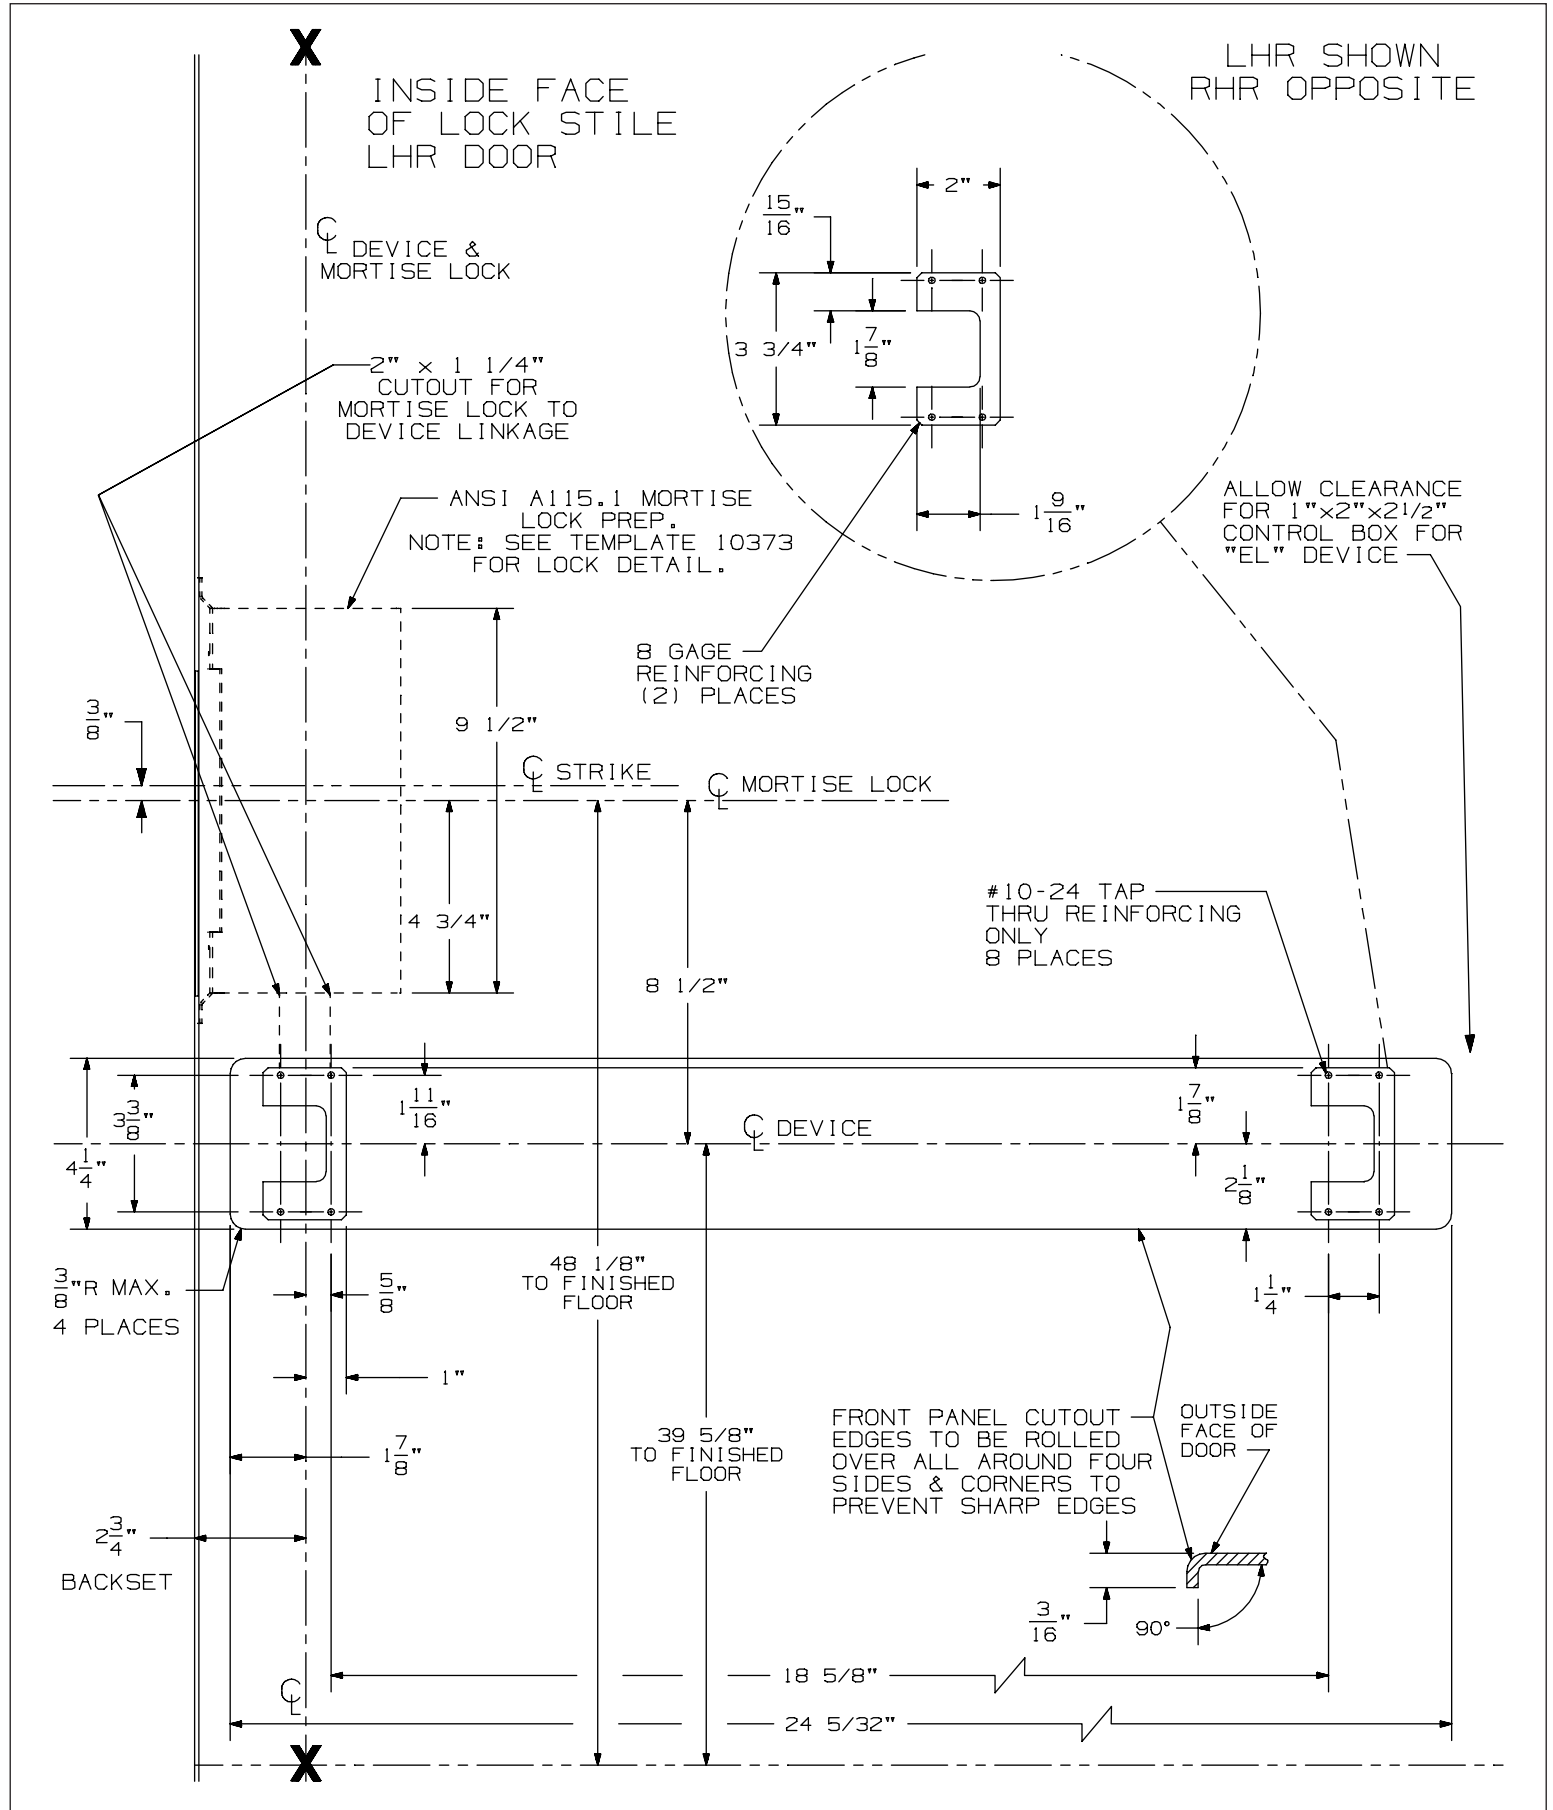 X
INSIDE FACE
OF LOCK STILE
LHR DOOR
LHR SHOWN
RHR OPPOSITE
℄ DEVICE &
MORTISE LOCK
2"
15/16"
3 3/4"
1 7/8"
1 9/16"
2" x 1 1/4"
CUTOUT FOR
MORTISE LOCK TO
DEVICE LINKAGE
ANSI A115.1 MORTISE
LOCK PREP.
NOTE: SEE TEMPLATE 10373
FOR LOCK DETAIL.
ALLOW CLEARANCE
FOR 1"x2"x2 1/2"
CONTROL BOX FOR
"EL" DEVICE
8 GAGE
REINFORCING
(2) PLACES
3/8"
9 1/2"
℄ STRIKE
℄ MORTISE LOCK
4 3/4"
8 1/2"
#10-24 TAP
THRU REINFORCING
ONLY
8 PLACES
3 3/8"
4 1/4"
1 11/16"
℄ DEVICE
1 7/8"
2 1/8"
3/8"R MAX.
4 PLACES
5/8"
48 1/8"
TO FINISHED
FLOOR
1 1/4"
1"
1 7/8"
39 5/8"
TO FINISHED
FLOOR
FRONT PANEL CUTOUT
EDGES TO BE ROLLED
OVER ALL AROUND FOUR
SIDES & CORNERS TO
PREVENT SHARP EDGES
OUTSIDE
FACE OF
DOOR
2 3/4"
BACKSET
3/16"
90°
18 5/8"
℄
24 5/32"
X